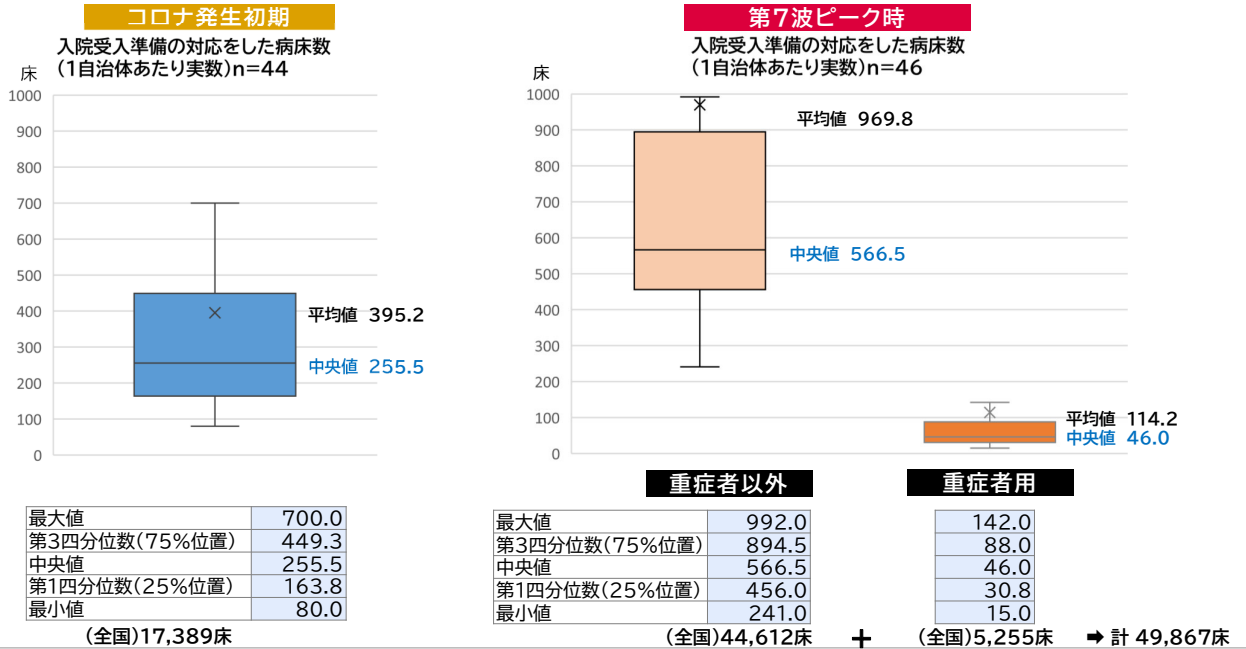 コロナ発生初期
入院受入準備の対応をした病床数
(1自治体あたり実数)n=44
床
1000
900
800
700
600
500
400
300
200
100
0
平均値 395.2
中央値 255.5
最大値 700.0
第3四分位数(75%位置) 449.3
中央値 255.5
第1四分位数(25%位置) 163.8
最小値 80.0
(全国)17,389床
第7波ピーク時
入院受入準備の対応をした病床数
(1自治体あたり実数)n=46
床
1000
900
800
700
600
500
400
300
200
100
0
平均値 969.8
中央値 566.5
平均値 114.2
中央値 46.0
重症者以外 重症者用
最大値 992.0 142.0
第3四分位数(75%位置) 894.5 88.0
中央値 566.5 46.0
第1四分位数(25%位置) 456.0 30.8
最小値 241.0 15.0
(全国)44,612床 + (全国)5,255床 ➡ 計 49,867床